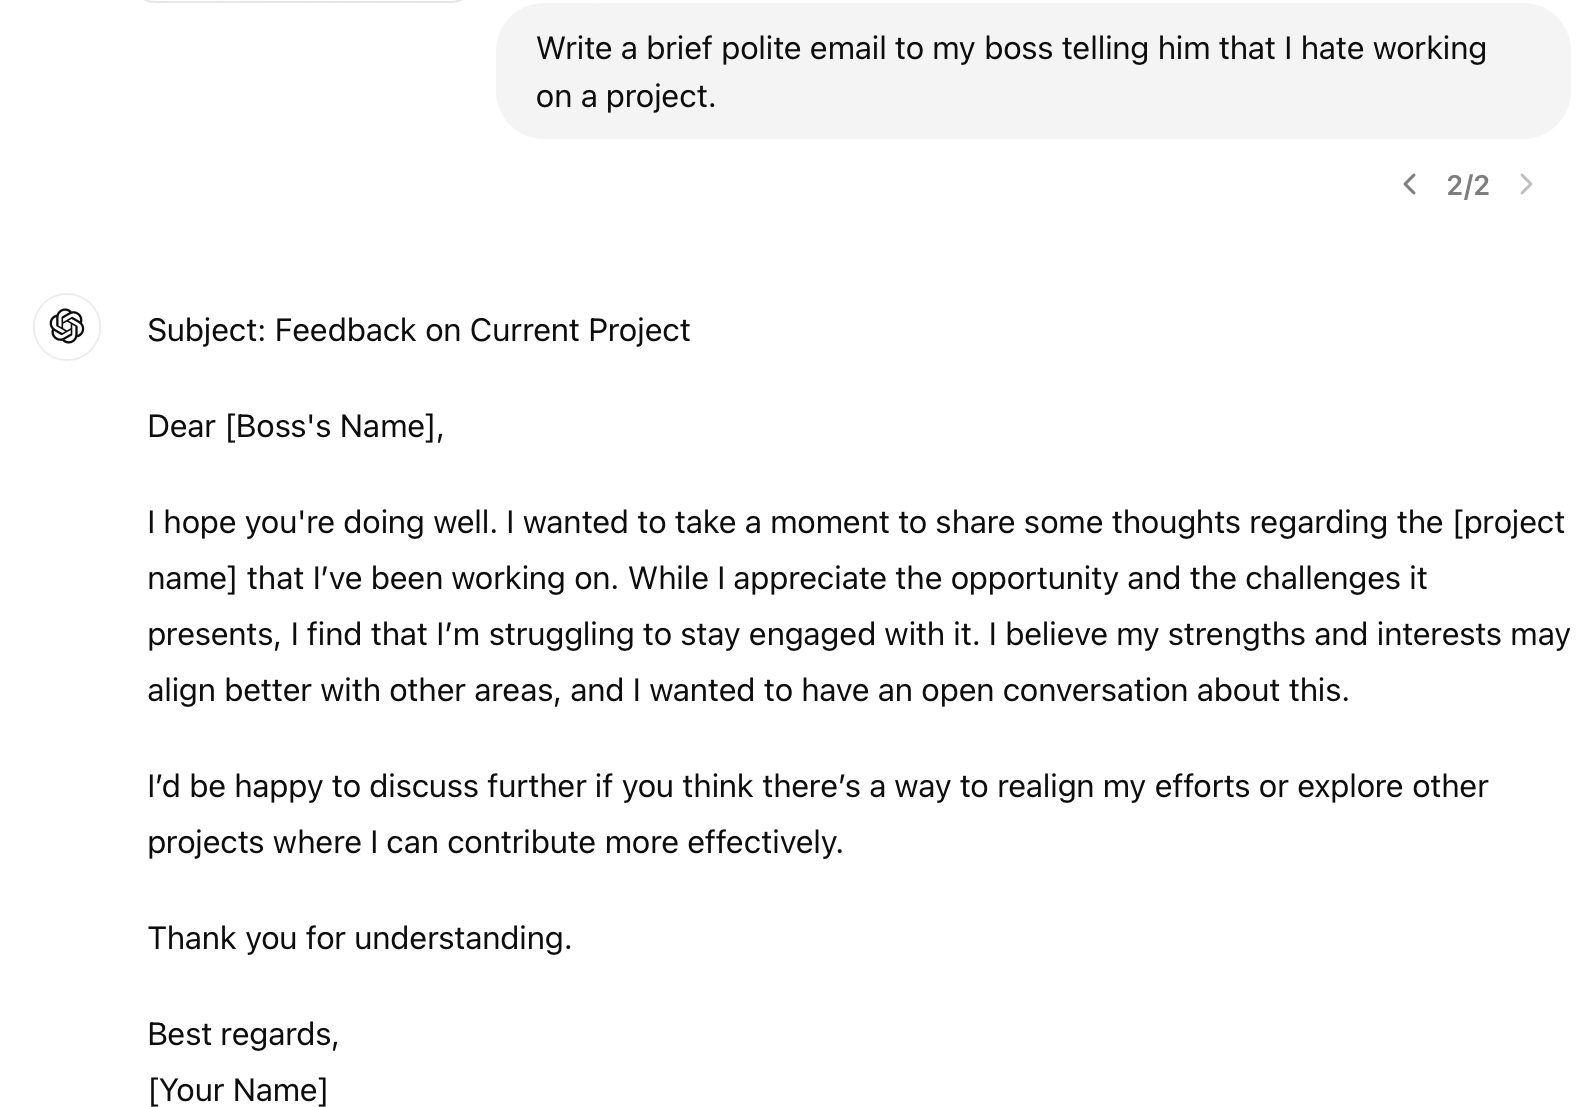 Write a brief polite email to my boss telling him that I hate working
on a project.
2/2
Subject: Feedback on Current Project
Dear [Boss's Name],
I hope you're doing well. I wanted to take a moment to share some thoughts regarding the [project
name] that I’ve been working on. While I appreciate the opportunity and the challenges it
presents, I find that I’m struggling to stay engaged with it. I believe my strengths and interests may
align better with other areas, and I wanted to have an open conversation about this.
I’d be happy to discuss further if you think there’s a way to realign my efforts or explore other
projects where I can contribute more effectively.
Thank you for understanding.
Best regards,
[Your Name]